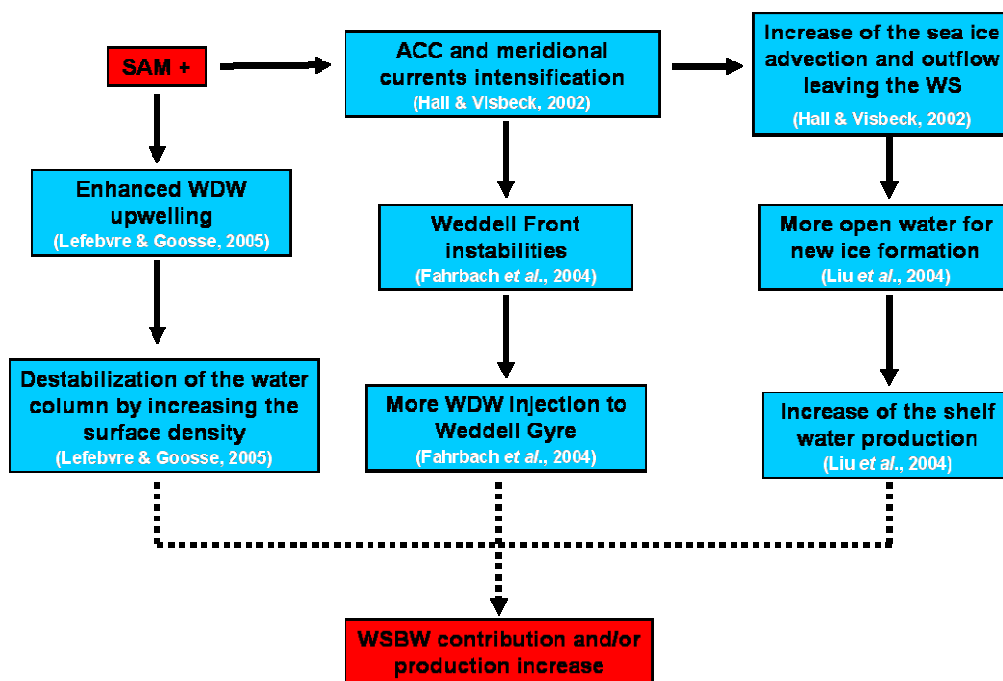 SAM +
ACC and meridional
currents intensification
(Hall & Visbeck, 2002)
Increase of the sea ice
advection and outflow
leaving the WS
(Hall & Visbeck, 2002)
Enhanced WDW
upwelling
(Lefebvre & Goosse, 2005)
Weddell Front
instabilities
(Fahrbach et al., 2004)
More open water for
new ice formation
(Liu et al., 2004)
Destabilization of the water
column by increasing the
surface density
(Lefebvre & Goosse, 2005)
More WDW Injection to
Weddell Gyre
(Fahrbach et al., 2004)
Increase of the shelf
water production
(Liu et al., 2004)
WSBW contribution and/or
production increase